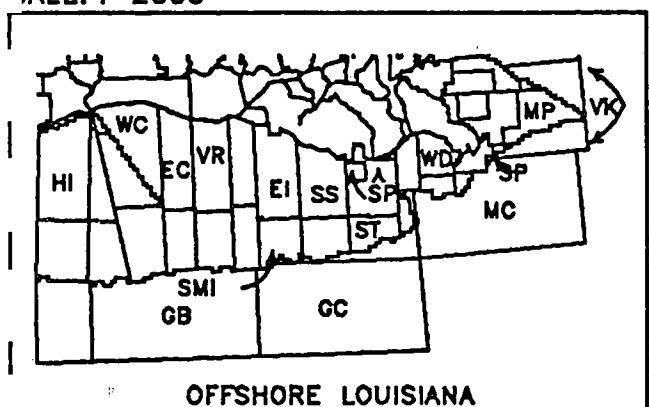 WC
MP
VK
VR
EC
WD
HI
EI
SS
SP
SP
MC
ST
SMI
GB
GC
OFFSHORE LOUISIANA